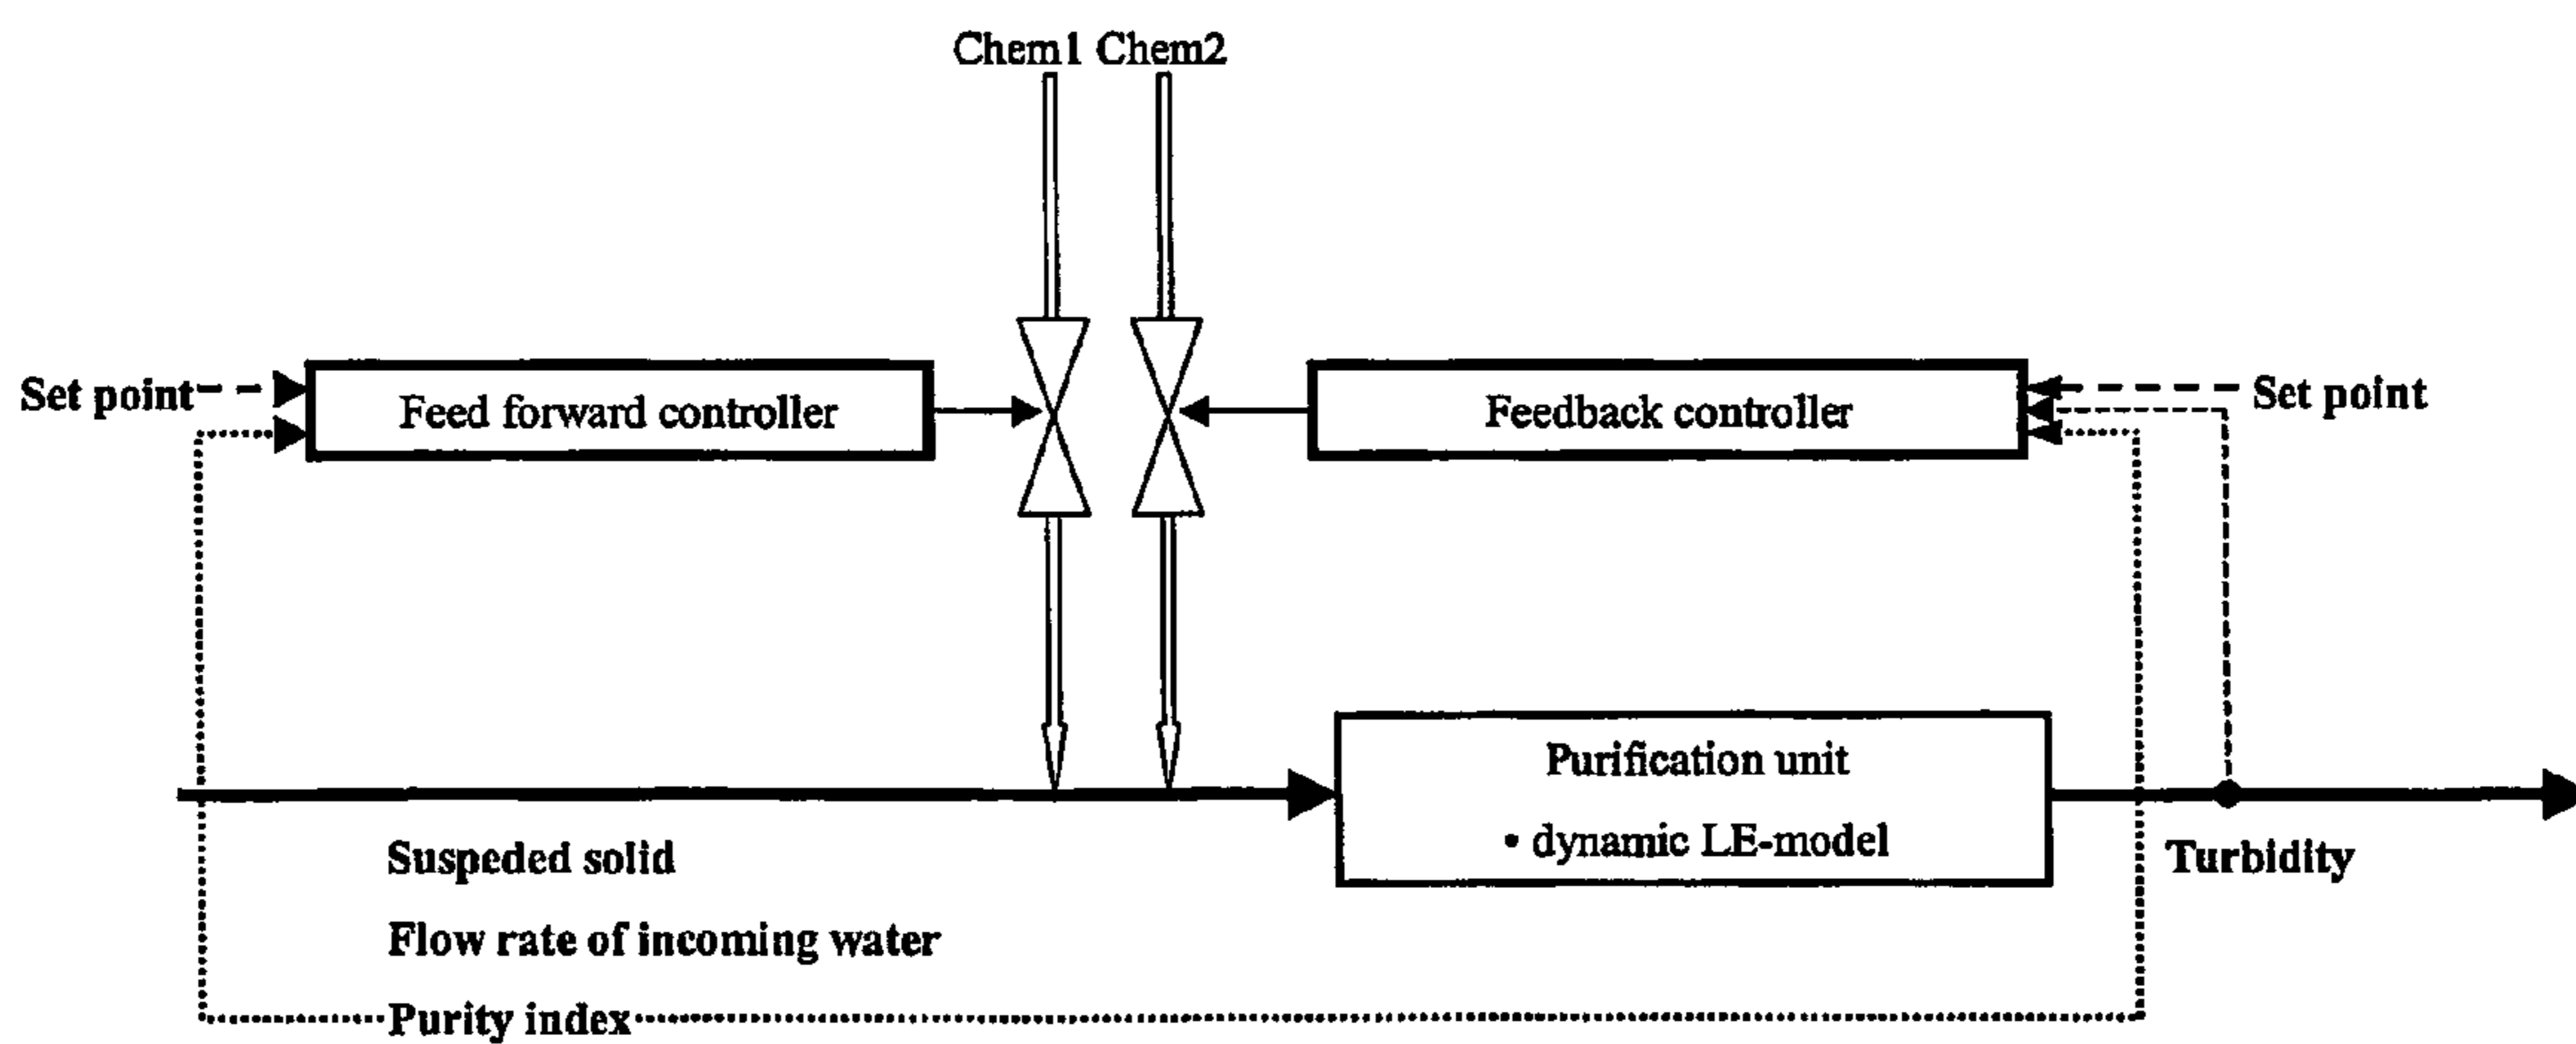 Chem1 Chem2
Set point
Feed forward controller
Feedback controller
Set point
Purification unit
• dynamic LE-model
Suspeded solid
Turbidity
Flow rate of incoming water
Purity index